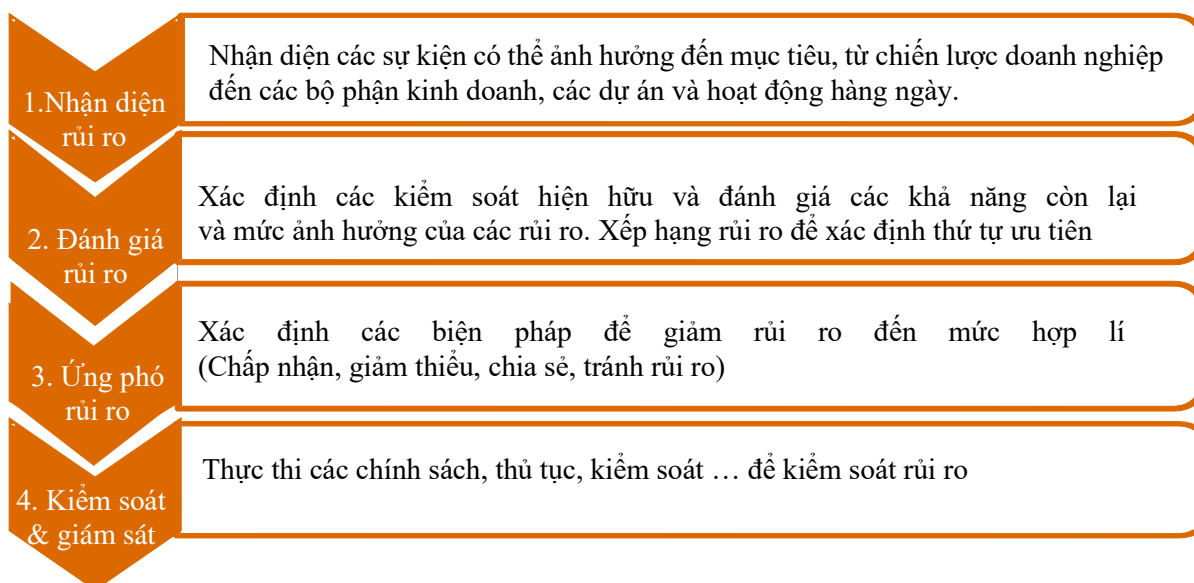 1.Nhận diện
rủi ro
Nhận diện các sự kiện có thể ảnh hưởng đến mục tiêu, từ chiến lược doanh nghiệp
đến các bộ phận kinh doanh, các dự án và hoạt động hàng ngày.
2. Đánh giá
rủi ro
Xác định các kiểm soát hiện hữu và đánh giá các khả năng còn lại
và mức ảnh hưởng của các rủi ro. Xếp hạng rủi ro để xác định thứ tự ưu tiên
3. Ứng phó
rủi ro
Xác định các biện pháp để giảm rủi ro đến mức hợp lí
(Chấp nhận, giảm thiểu, chia sẻ, tránh rủi ro)
4. Kiểm soát
& giám sát
Thực thi các chính sách, thủ tục, kiểm soát … để kiểm soát rủi ro